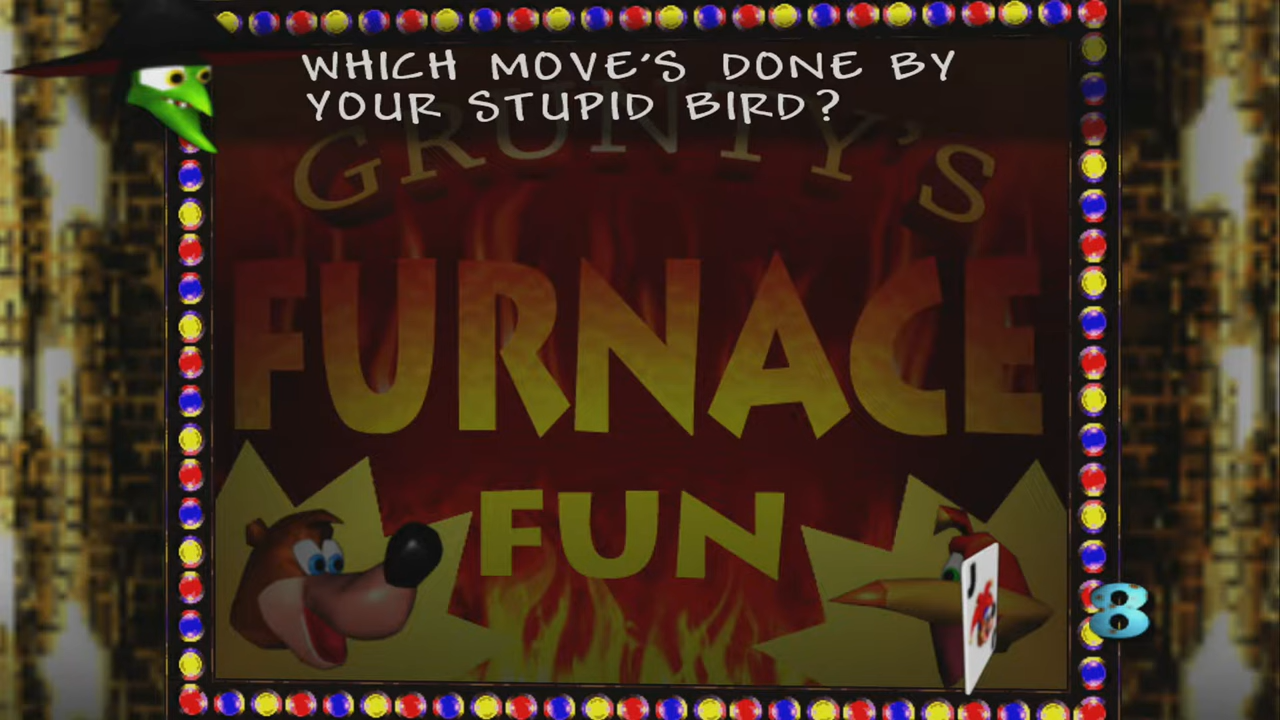 WHICH MOVE'S DONE BY
YOUR STUPID BIRD?
GRUNTY'S
FURNACE
FUN
J
8